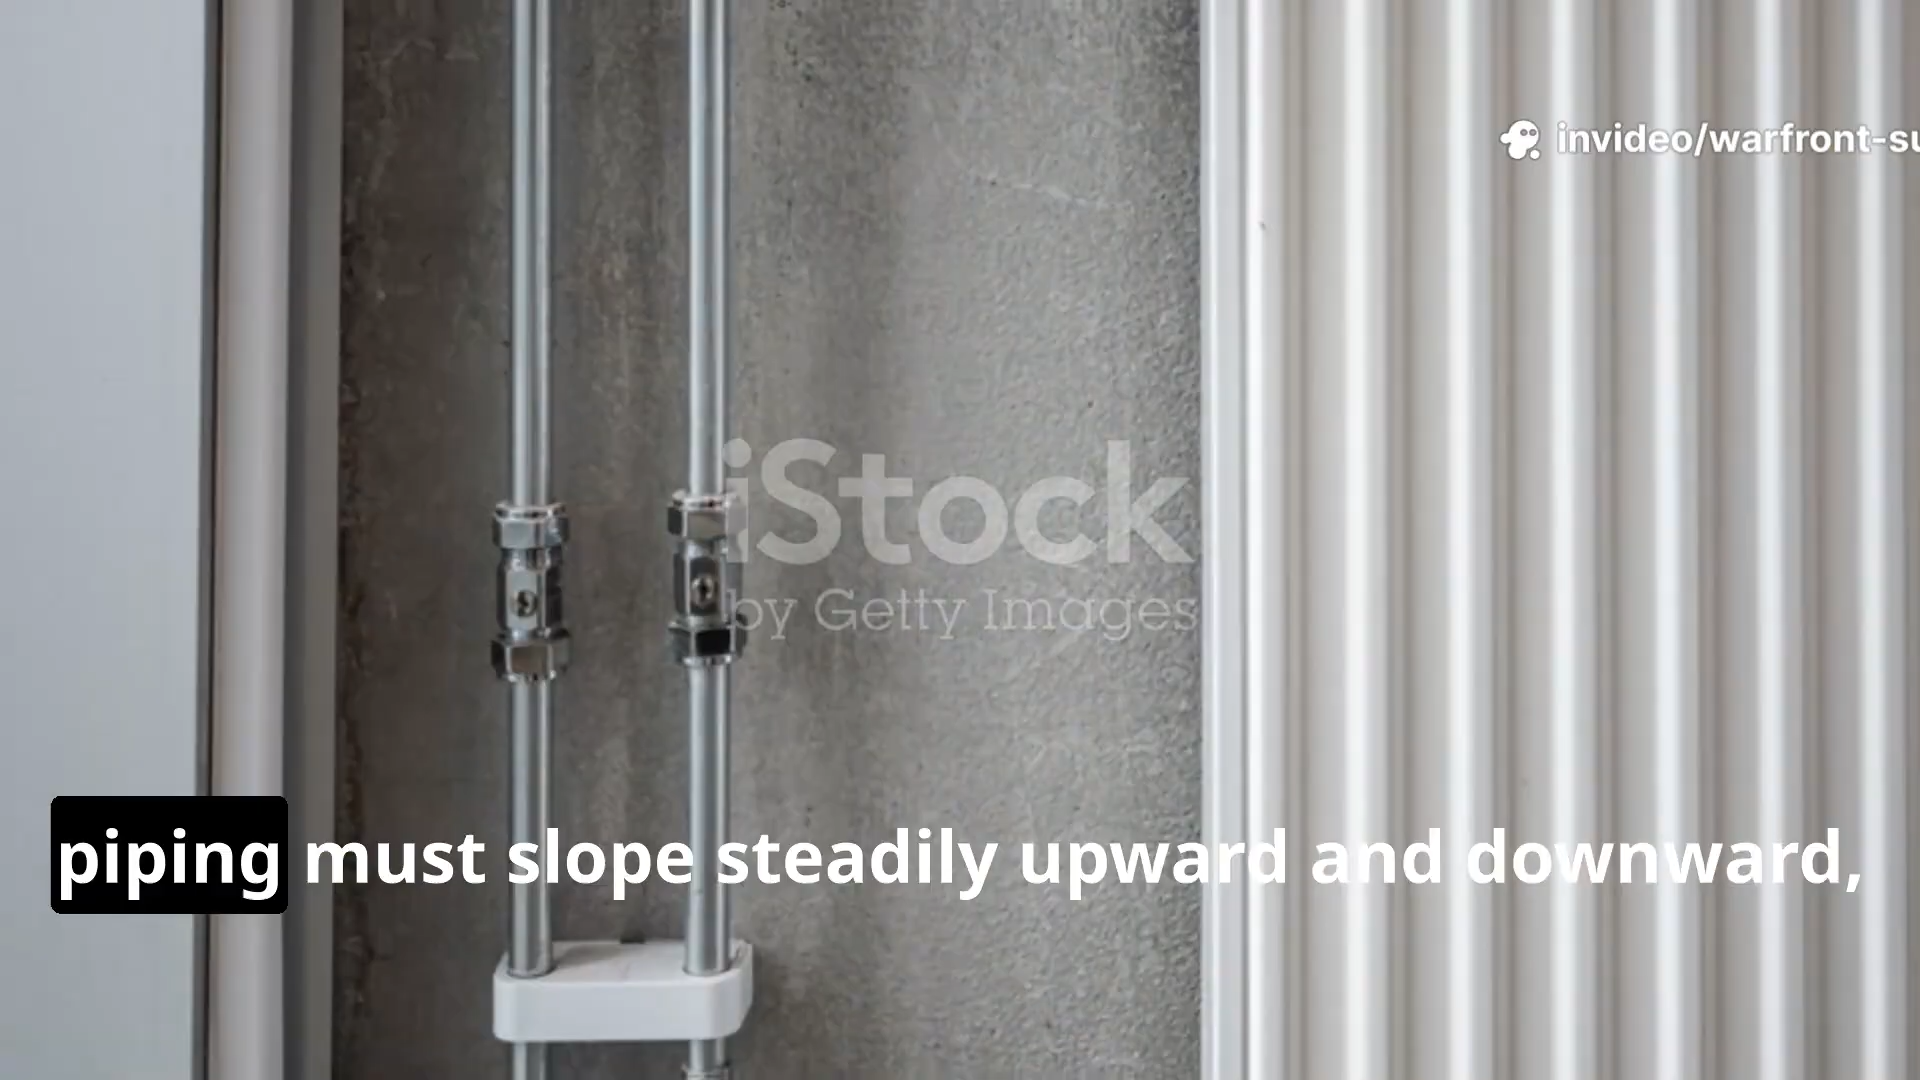 invideo/warfront-su
iStock
by Getty Images
piping must slope steadily upward and downward,